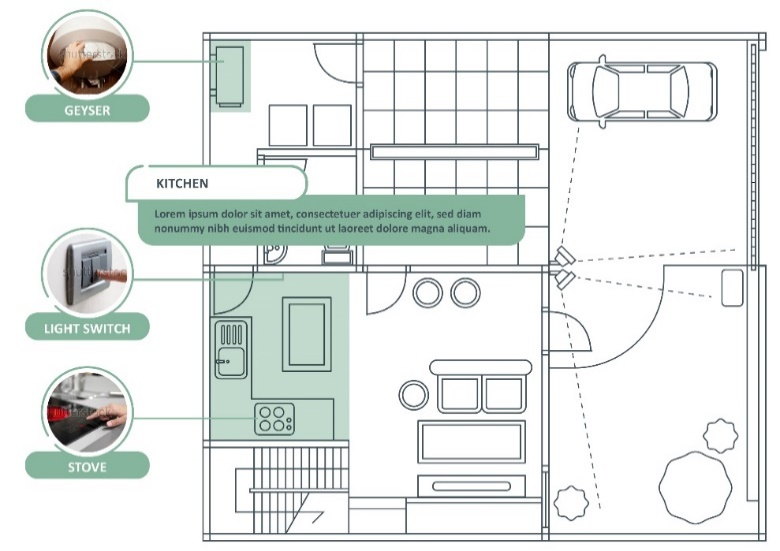 GEYSER
KITCHEN
Lorem ipsum dolor sit amet, consectetuer adipiscing elit, sed diam
nonummy nibh euismod tincidunt ut laoreet dolore magna aliquam.
LIGHT SWITCH
STOVE